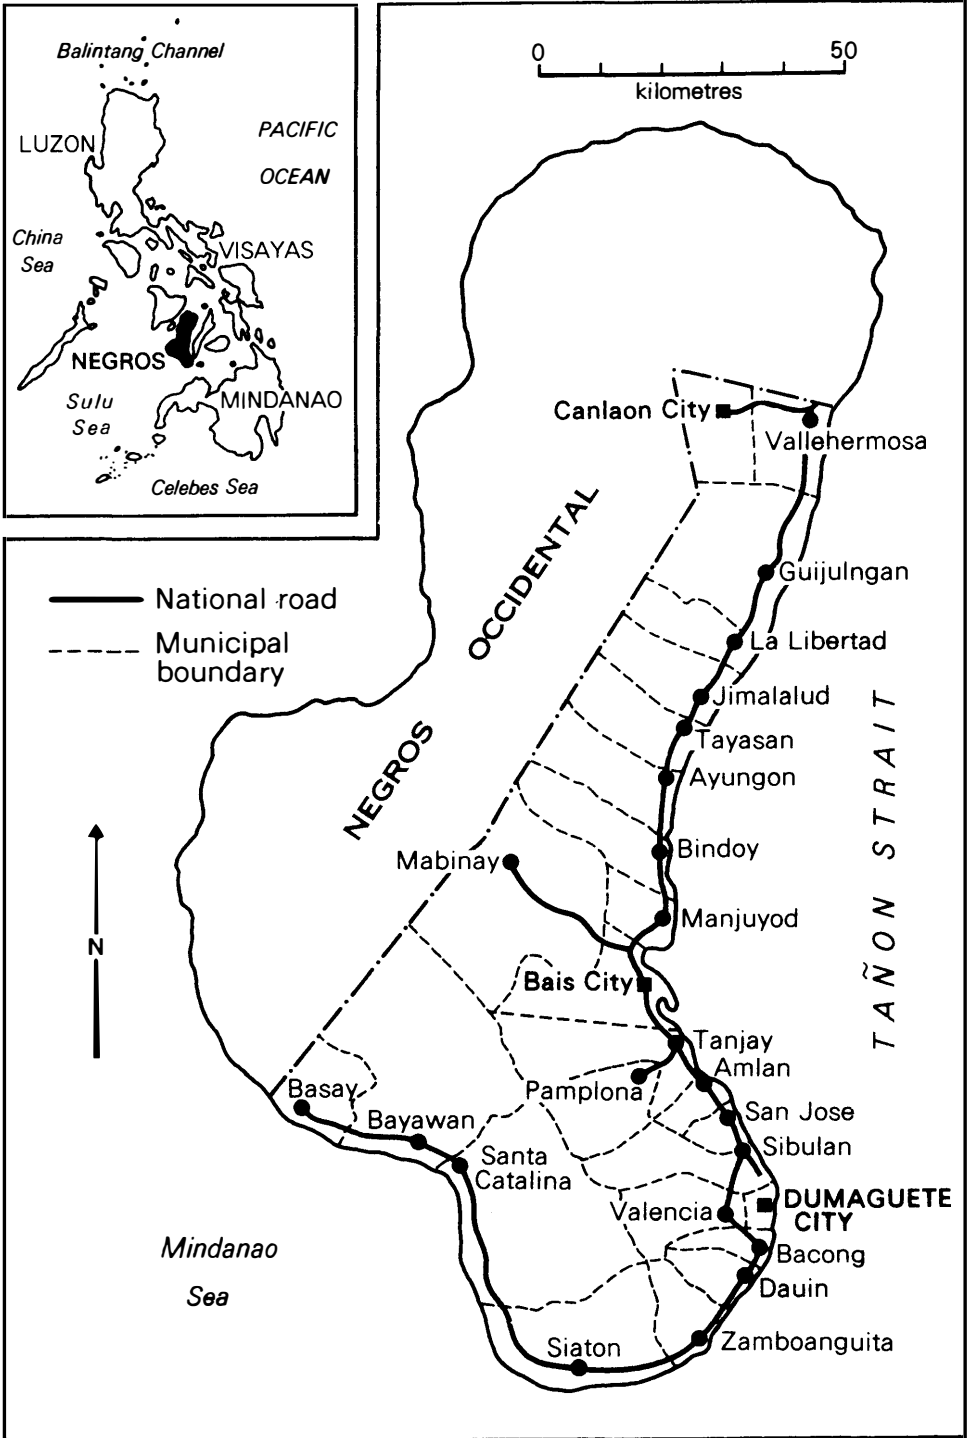 Balintang Channel
LUZON
PACIFIC
OCEAN
China
Sea
VISAYAS
NEGROS
Sulu
Sea
MINDANAO
Celebes Sea
0 50
kilometres
National road
Municipal
boundary
N
NEGROS OCCIDENTAL
TAÑON STRAIT
Mindanao
Sea
Canlaon City
Vallehermosa
Guijulngan
La Libertad
Jimalalud
Tayasan
Ayungon
Bindoy
Mabinay
Manjuyod
Bais City
Tanjay
Amlan
Pamplona
San Jose
Sibulan
Basay
Bayawan
Santa
Catalina
Valencia
DUMAGUETE
CITY
Bacong
Dauin
Zamboanguita
Siaton